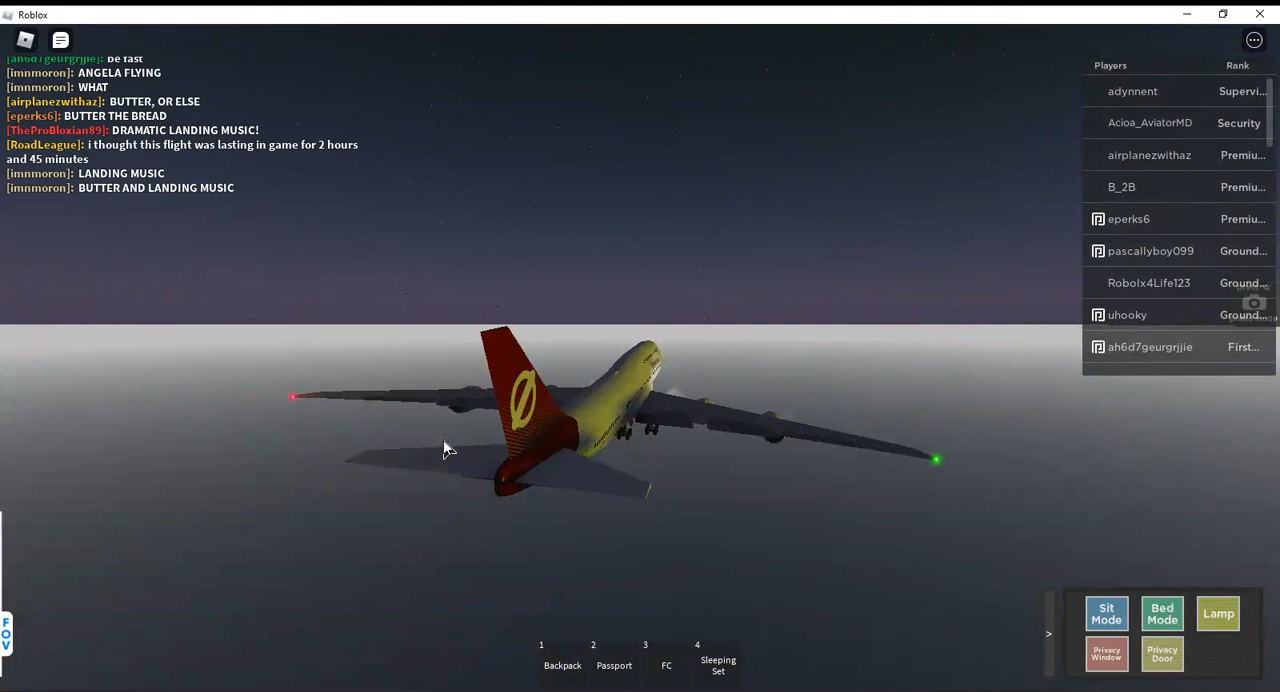 Roblox
[ah6d7geurgrjjie]: be fast
[imnmoron]: ANGELA FLYING
[imnmoron]: WHAT
[airplanezwithaz]: BUTTER, OR ELSE
[eperks6]: BUTTER THE BREAD
[TheProBloxian89]: DRAMATIC LANDING MUSIC!
[RoadLeague]: i thought this flight was lasting in game for 2 hours
and 45 minutes
[imnmoron]: LANDING MUSIC
[imnmoron]: BUTTER AND LANDING MUSIC
Players Rank
adynnent Supervi...
Acioa_AviatorMD Security
airplanezwithaz Premiu...
B_2B Premiu...
eperks6 Premiu...
pascallyboy099 Ground...
Robolx4Life123 Ground...
uhooky Ground...
ah6d7geurgrjjie First...
FOV
1 2 3 4
Backpack Passport FC Sleeping
Set
>
Sit
Mode
Bed
Mode
Lamp
Privacy
Window
Privacy
Door